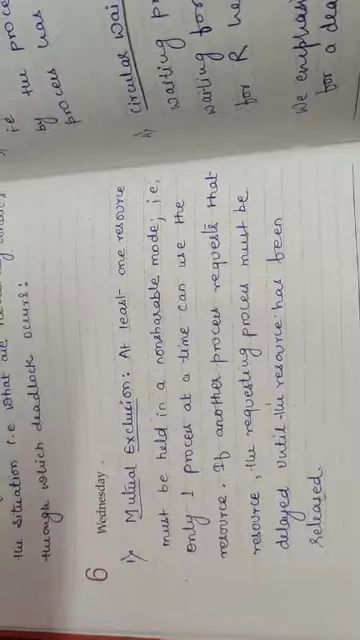 the situation i.e what are
through which deadlock occurs:
6
Wednesday
i) Mutual Exclusion: At least one resource
must be held in a nonsharable mode; i.e,
only 1 process at a time can use the
resource. If another process requests that
resource, the requesting process must be
delayed until the resource has been
released.
i.e the proce
by
process has
circular wai
waiting pr
waiting for
for R he
We emphasi
for a dea